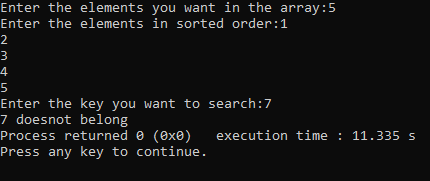 Enter the elements you want in the array:5
Enter the elements in sorted order:1
2
3
4
5
Enter the key you want to search:7
7 doesnot belong
Process returned 0 (0x0)   execution time : 11.335 s
Press any key to continue.